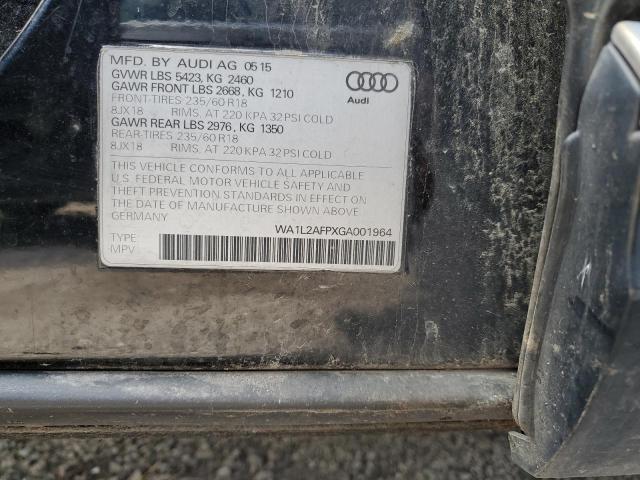 MFD. BY AUDI AG 05 15
GVWR LBS 5423, KG 2460
GAWR FRONT LBS 2668, KG 1210
FRONT-TIRES: 235/60 R18
8JX18 RIMS, AT 220 KPA 32 PSI COLD
GAWR REAR LBS 2976, KG 1350
REAR-TIRES: 235/60 R18
8JX18 RIMS, AT 220 KPA 32 PSI COLD
Audi
THIS VEHICLE CONFORMS TO ALL APPLICABLE
U.S. FEDERAL MOTOR VEHICLE SAFETY AND
THEFT PREVENTION STANDARDS IN EFFECT ON
THE DATE OF MANUFACTURE SHOWN ABOVE.
GERMANY
WA1L2AFPXGA001964
TYPE
MPV